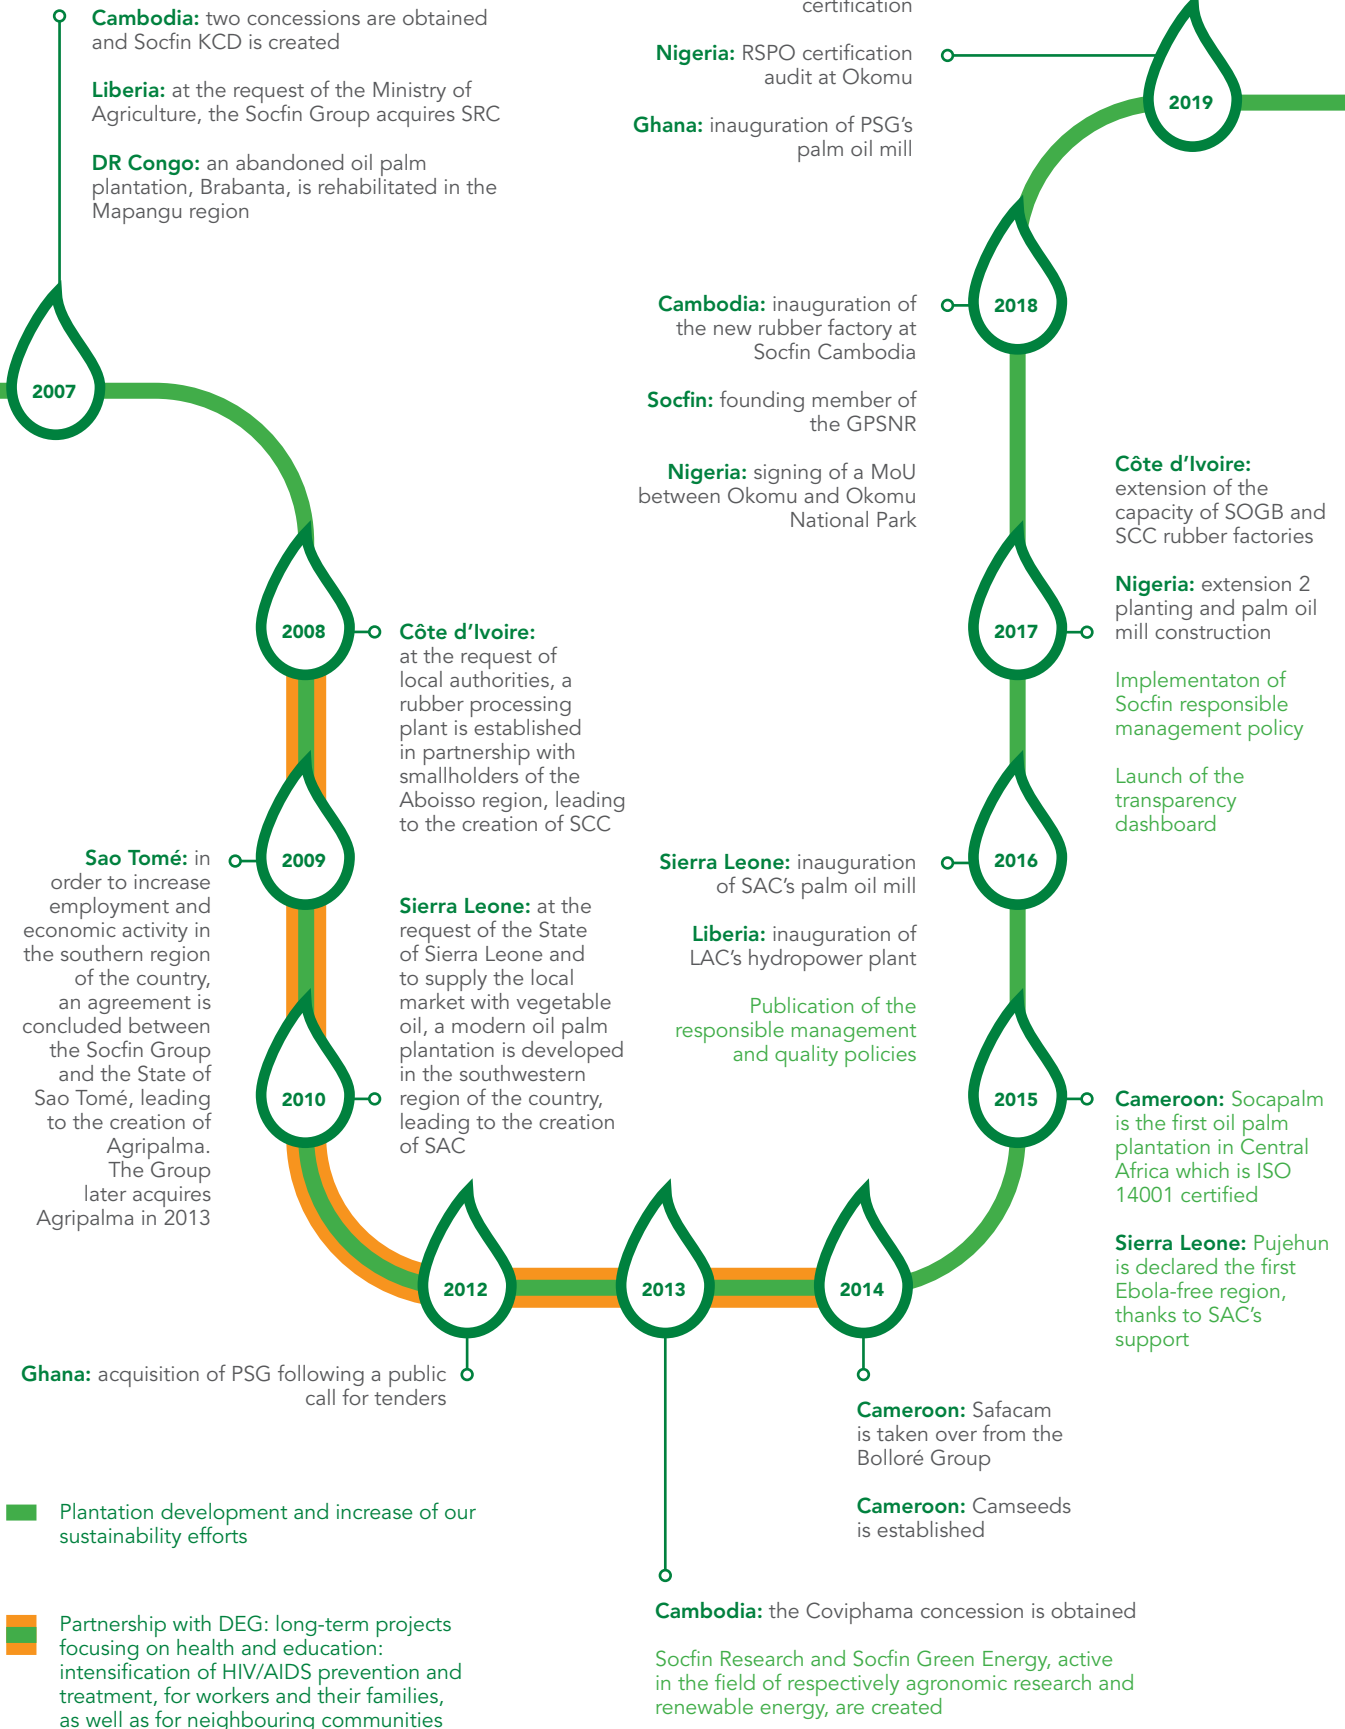 Cambodia: two concessions are obtained
and Socfin KCD is created
Liberia: at the request of the Ministry of
Agriculture, the Socfin Group acquires SRC
DR Congo: an abandoned oil palm
plantation, Brabanta, is rehabilitated in the
Mapangu region
2007
2008
Côte d'Ivoire:
at the request of
local authorities, a
rubber processing
plant is established
in partnership with
smallholders of the
Aboisso region, leading
to the creation of SCC
2009
Sao Tomé: in
order to increase
employment and
economic activity in
the southern region
of the country,
an agreement is
concluded between
the Socfin Group
and the State of
Sao Tomé, leading
to the creation of
Agripalma.
The Group
later acquires
Agripalma in 2013
2010
Sierra Leone: at the
request of the State
of Sierra Leone and
to supply the local
market with vegetable
oil, a modern oil palm
plantation is developed
in the southwestern
region of the country,
leading to the creation
of SAC
2012
Ghana: acquisition of PSG following a public
call for tenders
2013
Cambodia: the Coviphama concession is obtained
Socfin Research and Socfin Green Energy, active
in the field of respectively agronomic research and
renewable energy, are created
2014
Cameroon: Safacam
is taken over from the
Bolloré Group
Cameroon: Camseeds
is established
2015
Cameroon: Socapalm
is the first oil palm
plantation in Central
Africa which is ISO
14001 certified
Sierra Leone: Pujehun
is declared the first
Ebola-free region,
thanks to SAC's
support
2016
Sierra Leone: inauguration
of SAC's palm oil mill
Liberia: inauguration of
LAC's hydropower plant
Publication of the
responsible management
and quality policies
2017
Côte d'Ivoire:
extension of the
capacity of SOGB and
SCC rubber factories
Nigeria: extension 2
planting and palm oil
mill construction
Implementaton of
Socfin responsible
management policy
Launch of the
transparency
dashboard
2018
Cambodia: inauguration of
the new rubber factory at
Socfin Cambodia
Socfin: founding member of
the GPSNR
Nigeria: signing of a MoU
between Okomu and Okomu
National Park
2019
certification
Nigeria: RSPO certification
audit at Okomu
Ghana: inauguration of PSG's
palm oil mill
Plantation development and increase of our
sustainability efforts
Partnership with DEG: long-term projects
focusing on health and education:
intensification of HIV/AIDS prevention and
treatment, for workers and their families,
as well as for neighbouring communities